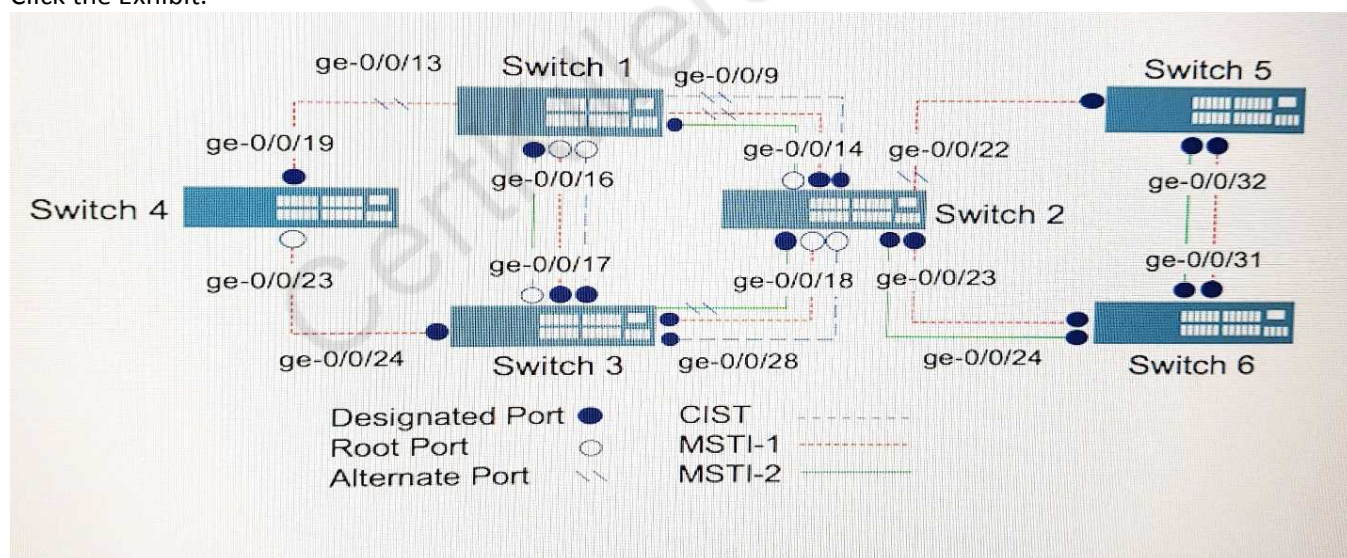 Click the Exhibit.
ge-0/0/13
Switch 1
ge-0/0/9
Switch 5
ge-0/0/19
ge-0/0/14
ge-0/0/22
ge-0/0/16
ge-0/0/32
Switch 4
Switch 2
ge-0/0/23
ge-0/0/17
ge-0/0/18
ge-0/0/23
ge-0/0/31
ge-0/0/24
Switch 3
ge-0/0/28
ge-0/0/24
Switch 6
Designated Port
CIST
Root Port
MSTI-1
Alternate Port
MSTI-2